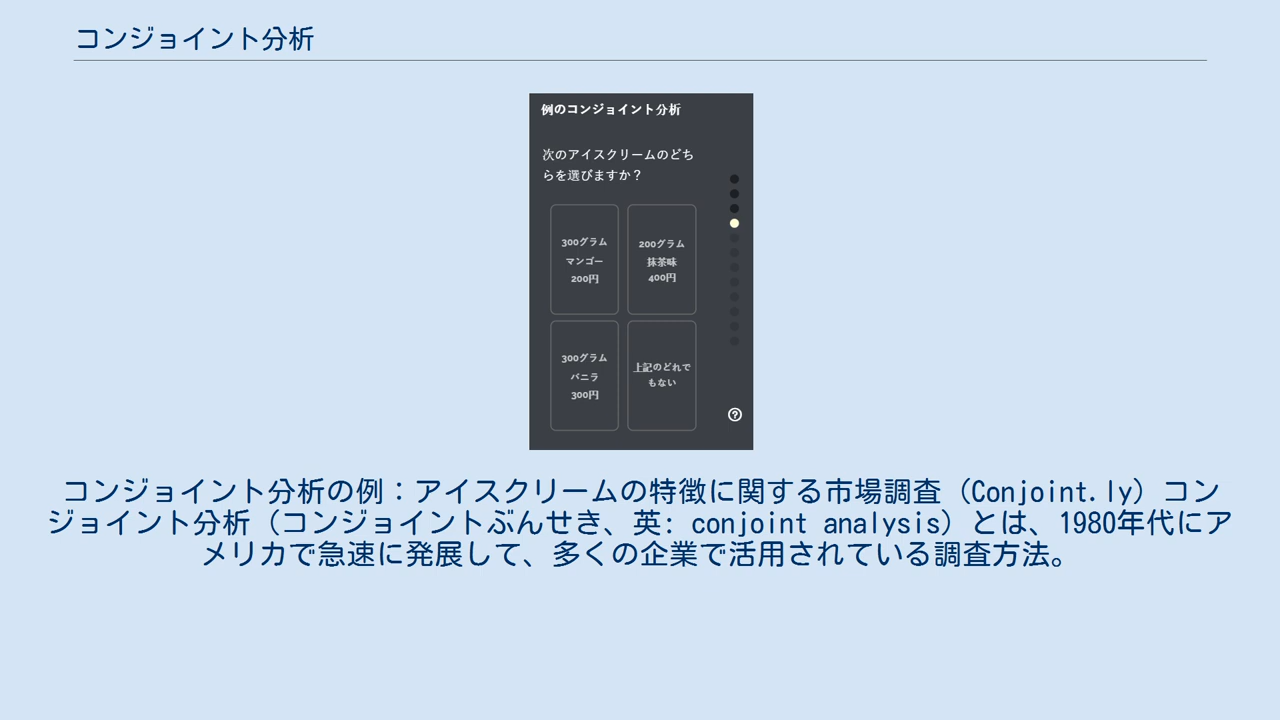 コンジョイント分析
例のコンジョイント分析
次のアイスクリームのどち
らを選びますか？
300グラム
マンゴー
200円
200グラム
抹茶味
400円
300グラム
バニラ
300円
上記のどれで
もない
コンジョイント分析の例：アイスクリームの特徴に関する市場調査（Conjoint.ly）コン
ジョイント分析（コンジョイントぶんせき、英: conjoint analysis）とは、1980年代にア
メリカで急速に発展して、多くの企業で活用されている調査方法。